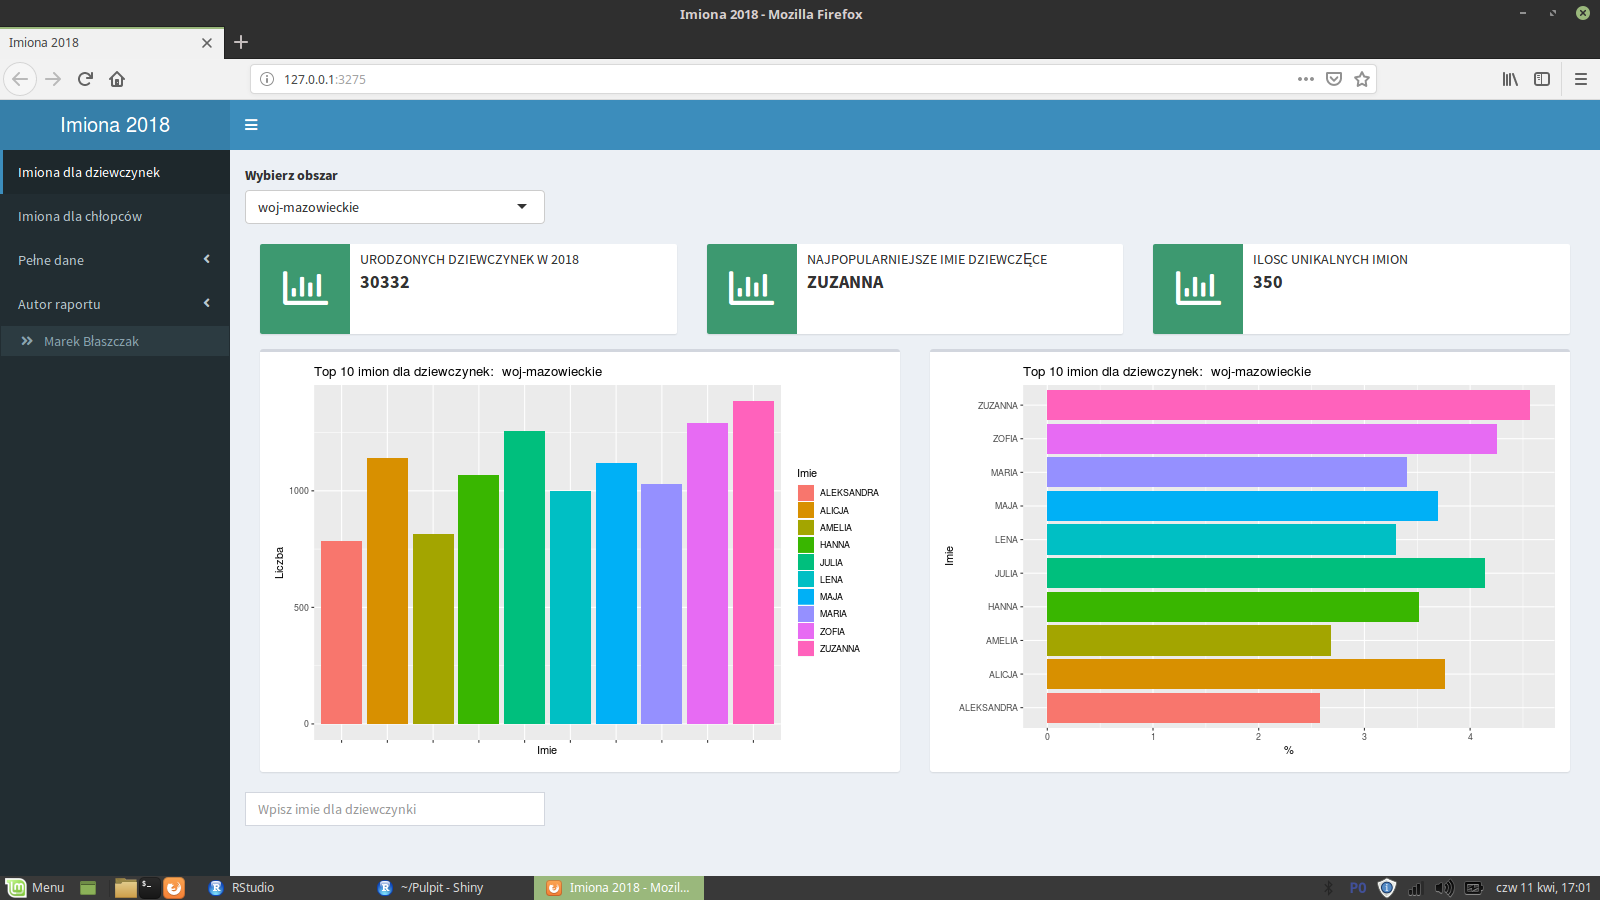 Imiona 2018 - Mozilla Firefox
Imiona 2018
127.0.0.1:3275
Imiona 2018
Imiona dla dziewczynek
Imiona dla chłopców
Pełne dane
Autor raportu
Marek Błaszczak
Wybierz obszar
woj-mazowieckie
URODZONYCH DZIEWCZYNEK W 2018
30332
NAJPOPULARNIEJSZE IMIE DZIEWCZĘCE
ZUZANNA
ILOSC UNIKALNYCH IMION
350
Top 10 imion dla dziewczynek: woj-mazowieckie
1000
500
0
Liczba
Imie
Imie
ALEKSANDRA
ALICJA
AMELIA
HANNA
JULIA
LENA
MAJA
MARIA
ZOFIA
ZUZANNA
Top 10 imion dla dziewczynek: woj-mazowieckie
ZUZANNA
ZOFIA
MARIA
MAJA
LENA
JULIA
HANNA
AMELIA
ALICJA
ALEKSANDRA
Imie
0 1 2 3 4
%
Wpisz imie dla dziewczynki
Menu
RStudio
~/Pulpit - Shiny
Imiona 2018 - Mozil...
PO
czw 11 kwi, 17:01